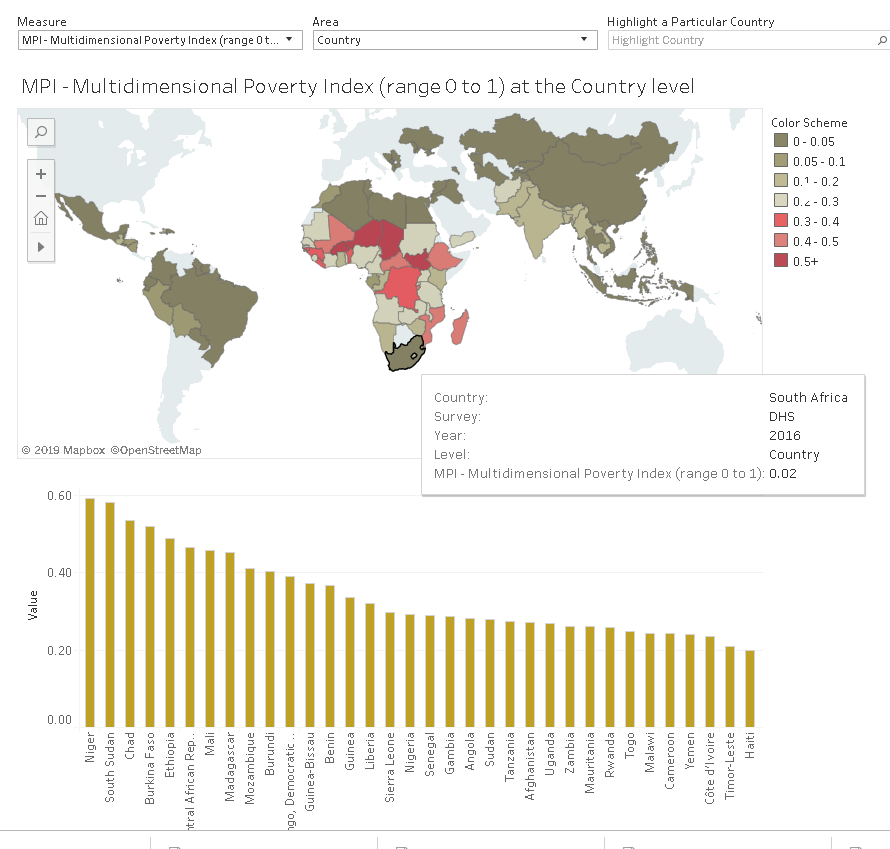 Measure
Area
Highlight a Particular Country
MPI - Multidimensional Poverty Index (range 0 t...
Country
Highlight Country
MPI - Multidimensional Poverty Index (range 0 to 1) at the Country level
Color Scheme
0 - 0.05
0.05 - 0.1
0.1 - 0.2
0.2 - 0.3
0.3 - 0.4
0.4 - 0.5
0.5+
© 2019 Mapbox ©OpenStreetMap
Country: South Africa
Survey: DHS
Year: 2016
Level: Country
MPI - Multidimensional Poverty Index (range 0 to 1): 0.02
0.60
0.40
0.20
0.00
Value
Niger
South Sudan
Chad
Burkina Faso
Ethiopia
ntral African Rep...
Mali
Madagascar
Mozambique
Burundi
ngo, Democratic ...
Guinea-Bissau
Benin
Guinea
Liberia
Sierra Leone
Nigeria
Senegal
Gambia
Angola
Sudan
Tanzania
Afghanistan
Uganda
Zambia
Mauritania
Rwanda
Togo
Malawi
Cameroon
Yemen
Côte d'Ivoire
Timor-Leste
Haiti